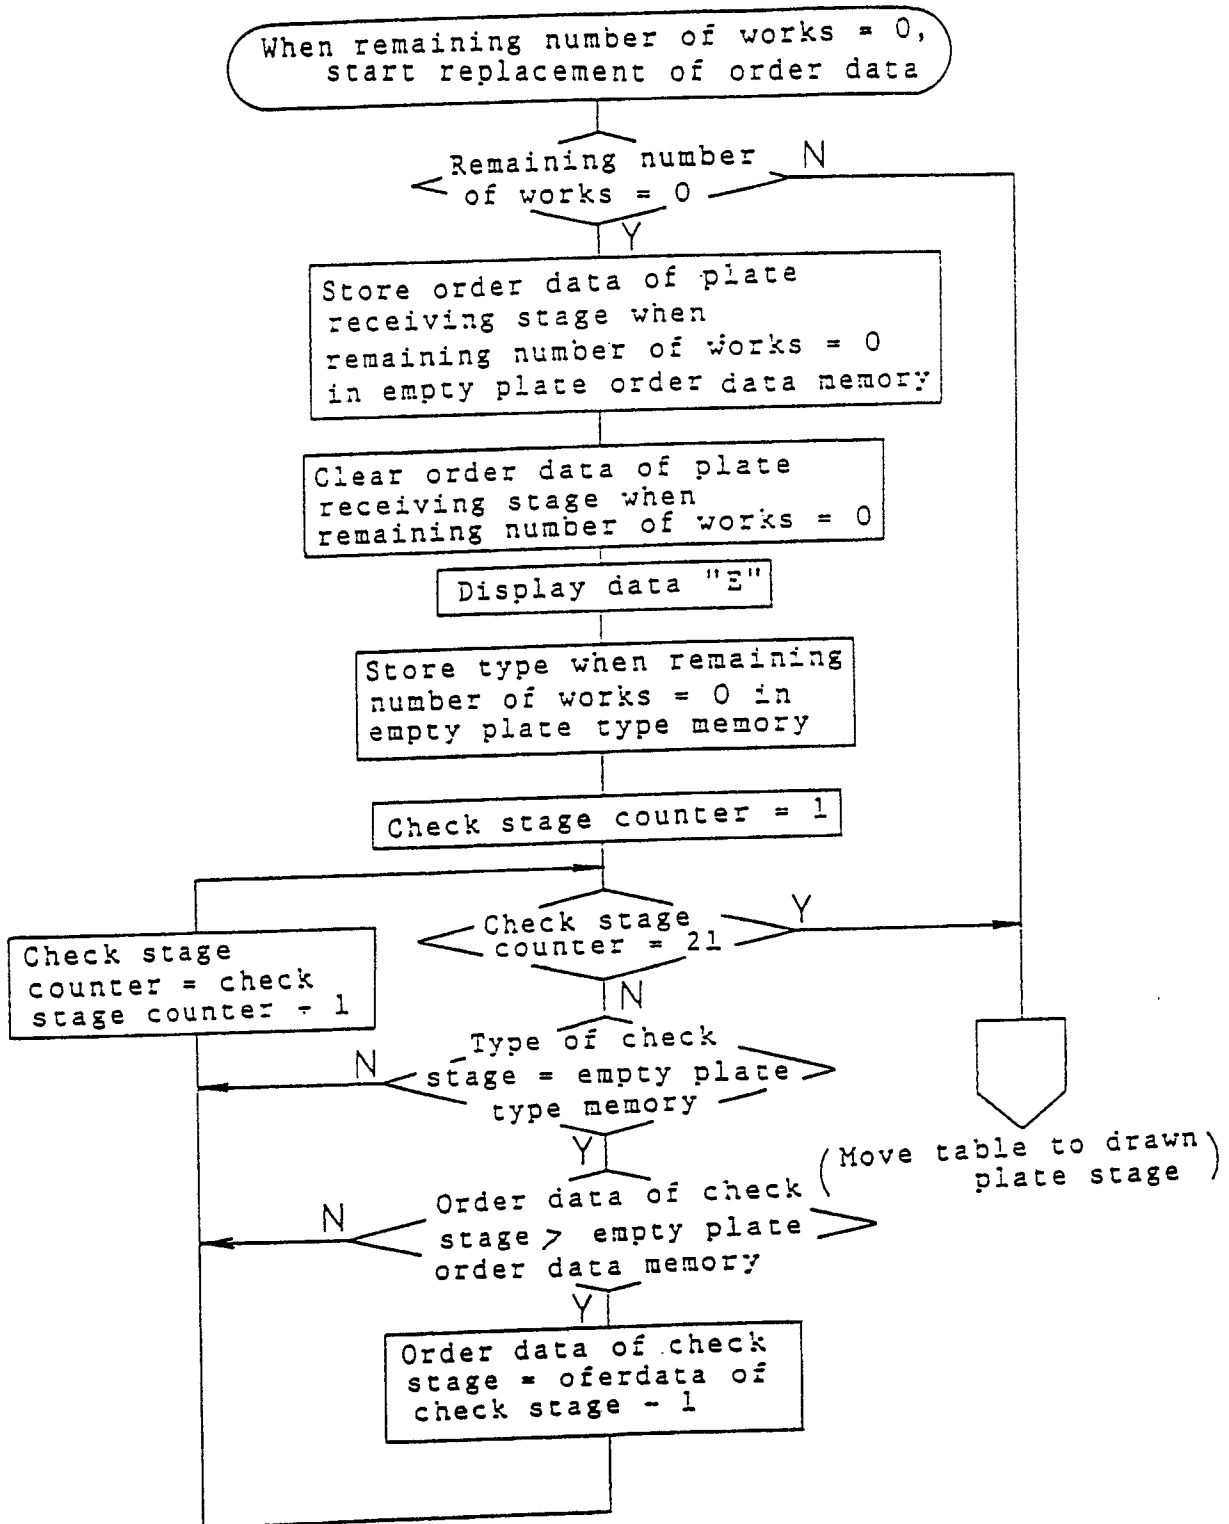 When remaining number of works = 0,
start replacement of order data
Remaining number
of works = 0
N
Y
Store order data of plate
receiving stage when
remaining number of works = 0
in empty plate order data memory
Clear order data of plate
receiving stage when
remaining number of works = 0
Display data "E"
Store type when remaining
number of works = 0 in
empty plate type memory
Check stage counter = 1
Check stage
counter = 21
Y
N
Check stage
counter = check
stage counter + 1
Type of check
stage = empty plate
type memory
N
Y
(Move table to drawn
plate stage)
Order data of check
stage > empty plate
order data memory
N
Y
Order data of check
stage = oferdata of
check stage - 1